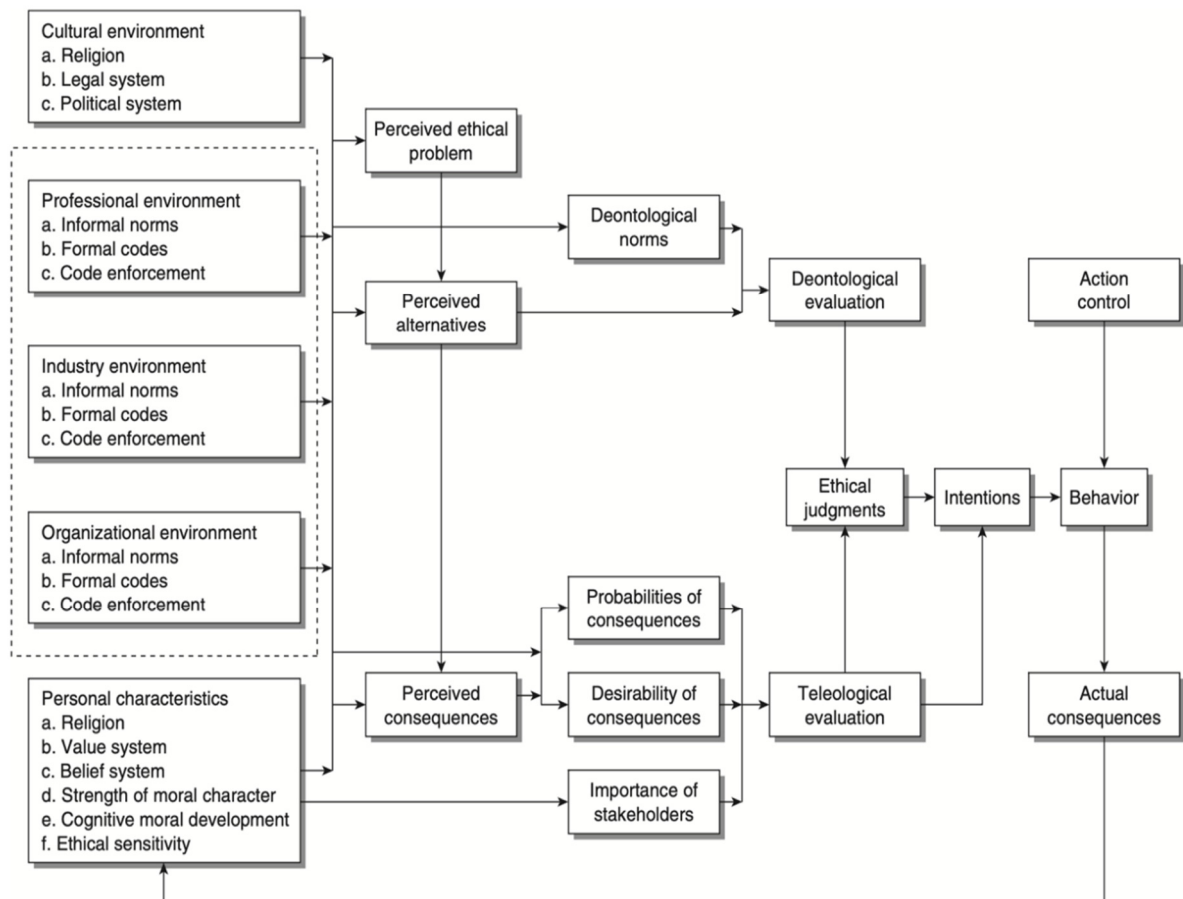 Cultural environment
a. Religion
b. Legal system
c. Political system
Professional environment
a. Informal norms
b. Formal codes
c. Code enforcement
Industry environment
a. Informal norms
b. Formal codes
c. Code enforcement
Organizational environment
a. Informal norms
b. Formal codes
c. Code enforcement
Personal characteristics
a. Religion
b. Value system
c. Belief system
d. Strength of moral character
e. Cognitive moral development
f. Ethical sensitivity
Perceived ethical
problem
Perceived
alternatives
Perceived
consequences
Deontological
norms
Probabilities of
consequences
Desirability of
consequences
Importance of
stakeholders
Deontological
evaluation
Ethical
judgments
Teleological
evaluation
Intentions
Action
control
Behavior
Actual
consequences